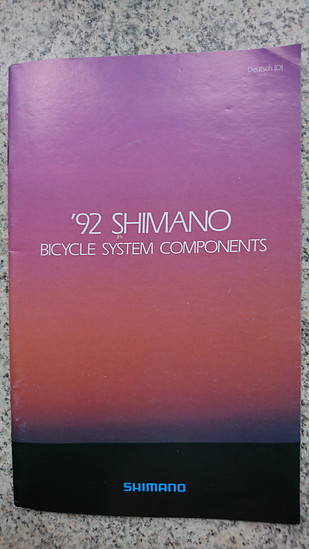 Deutsch [D]
'92 SHIMANO
BICYCLE SYSTEM COMPONENTS
SHIMANO